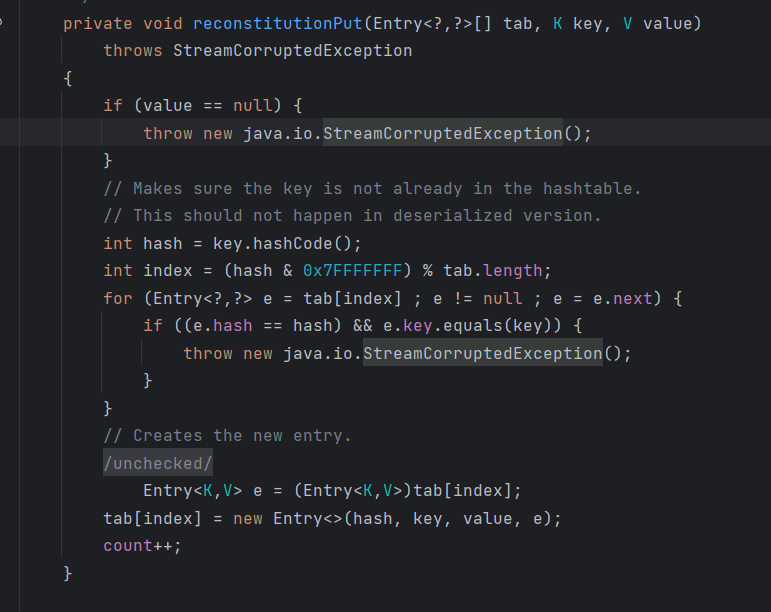 private void reconstitutionPut(Entry<?,?>[] tab, K key, V value)
    throws StreamCorruptedException
{
    if (value == null) {
        throw new java.io.StreamCorruptedException();
    }
    // Makes sure the key is not already in the hashtable.
    // This should not happen in deserialized version.
    int hash = key.hashCode();
    int index = (hash & 0x7FFFFFFF) % tab.length;
    for (Entry<?,?> e = tab[index] ; e != null ; e = e.next) {
        if ((e.hash == hash) && e.key.equals(key)) {
            throw new java.io.StreamCorruptedException();
        }
    }
    // Creates the new entry.
    /unchecked/
        Entry<K,V> e = (Entry<K,V>)tab[index];
    tab[index] = new Entry<>(hash, key, value, e);
    count++;
}